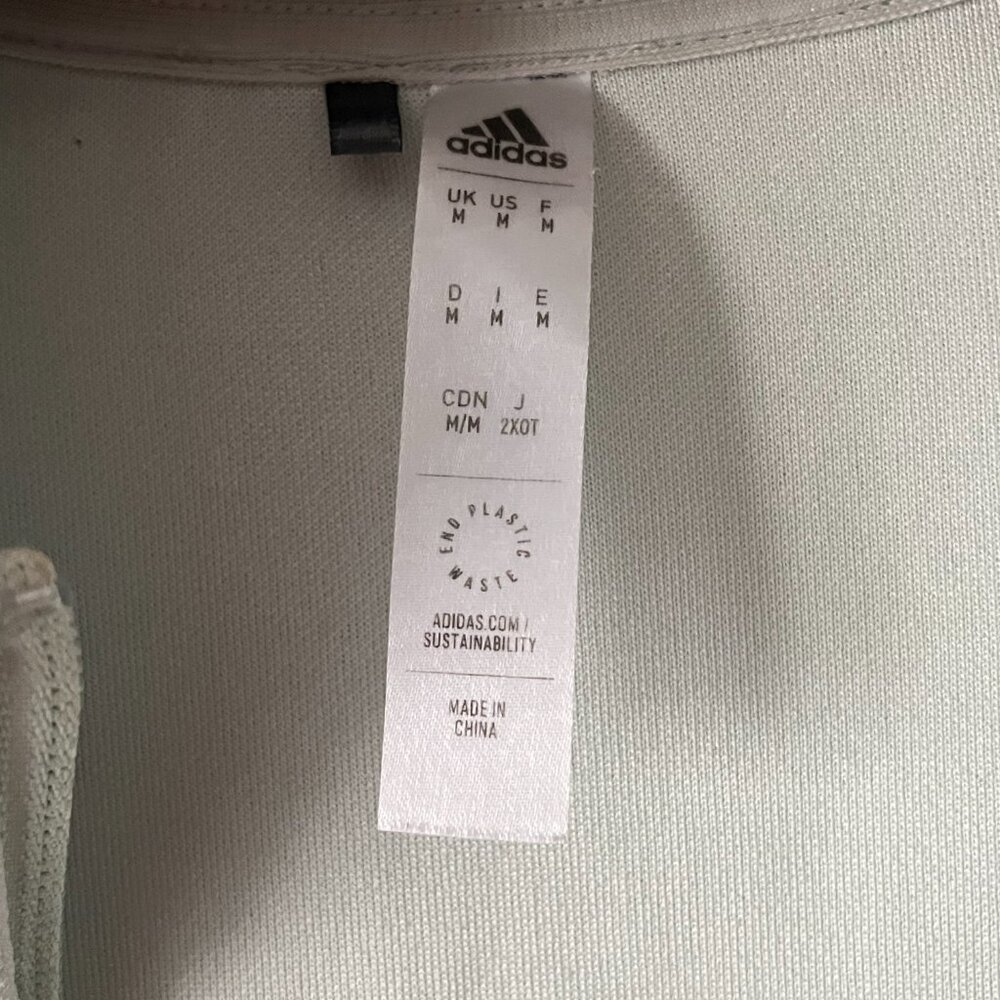 adidas
UK US F
M M M
D I E
M M M
CDN J
M/M 2XOT
END PLASTIC WASTE
ADIDAS.COM/
SUSTAINABILITY
MADE IN
CHINA